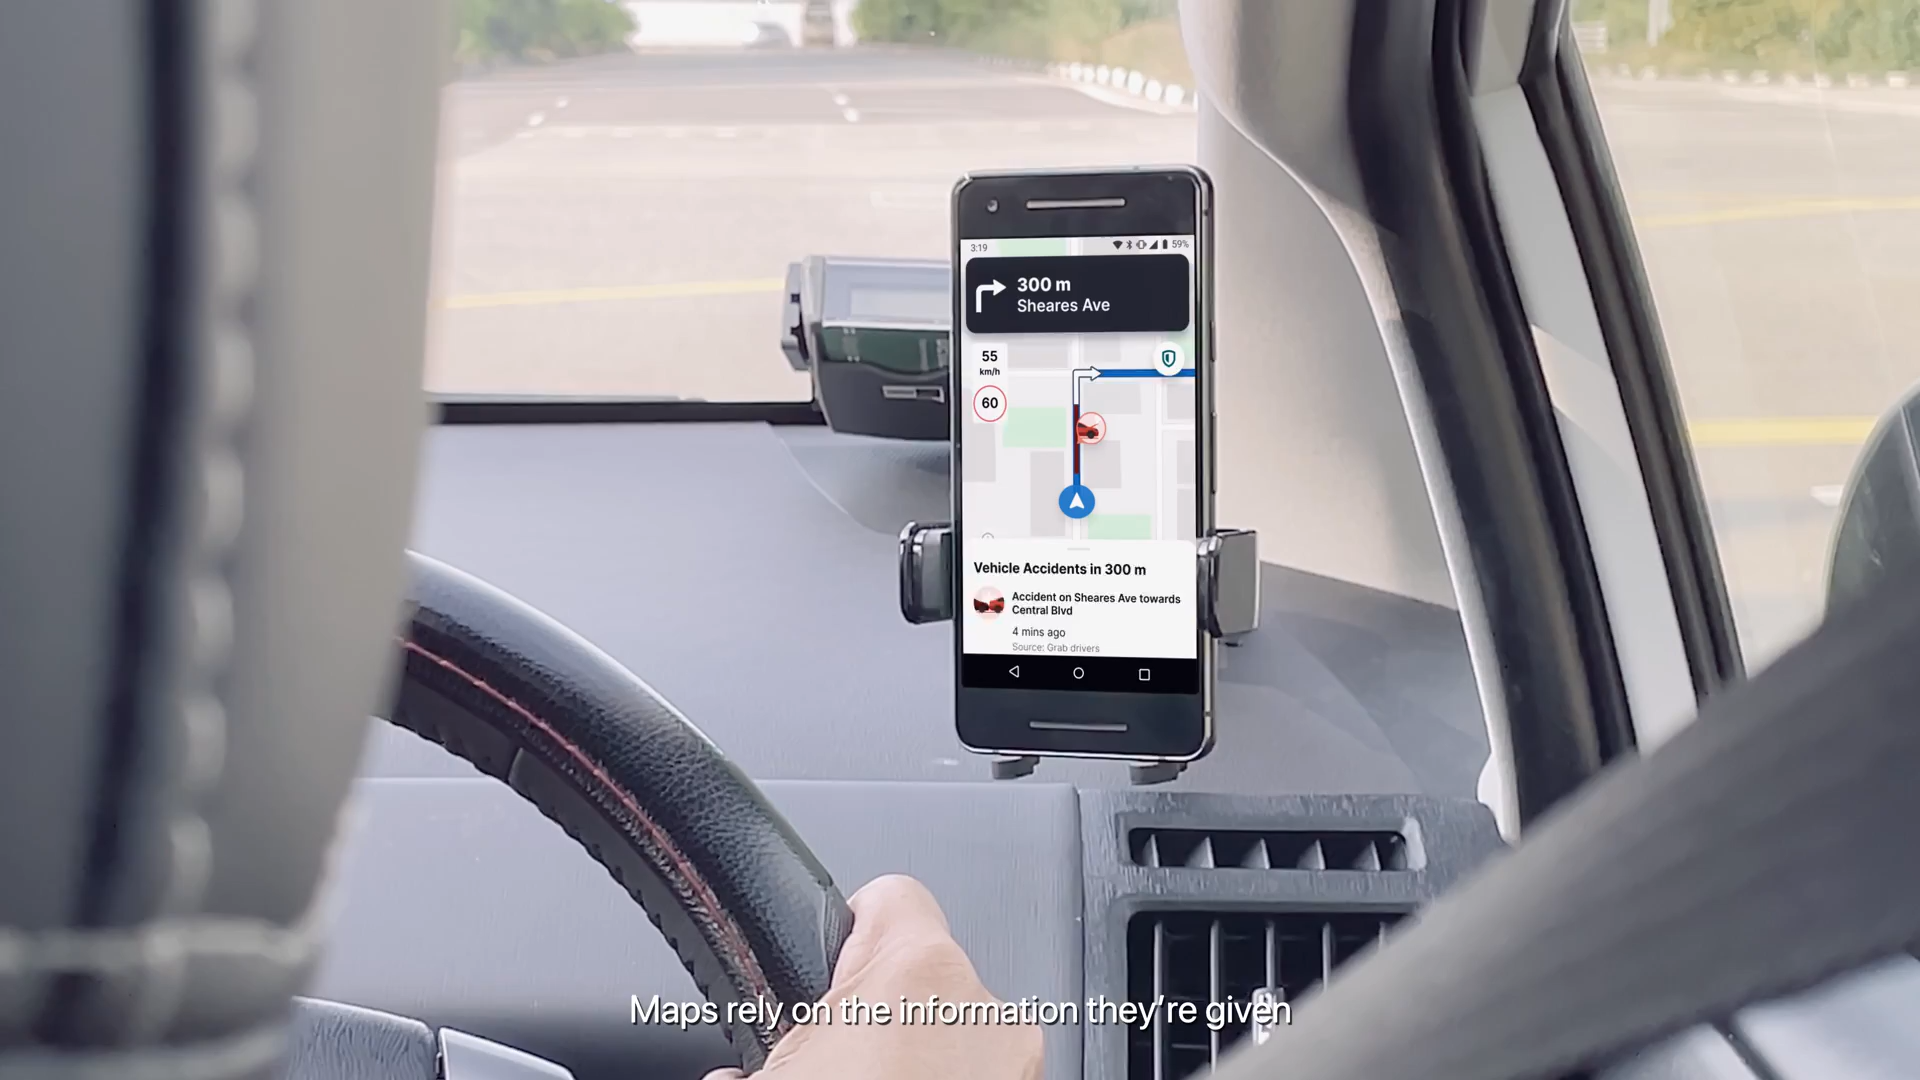 3:19
59%
300 m
Sheares Ave
55
km/h
60
Vehicle Accidents in 300 m
Accident on Sheares Ave towards
Central Blvd
4 mins ago
Source: Grab drivers
Maps rely on the information they're given